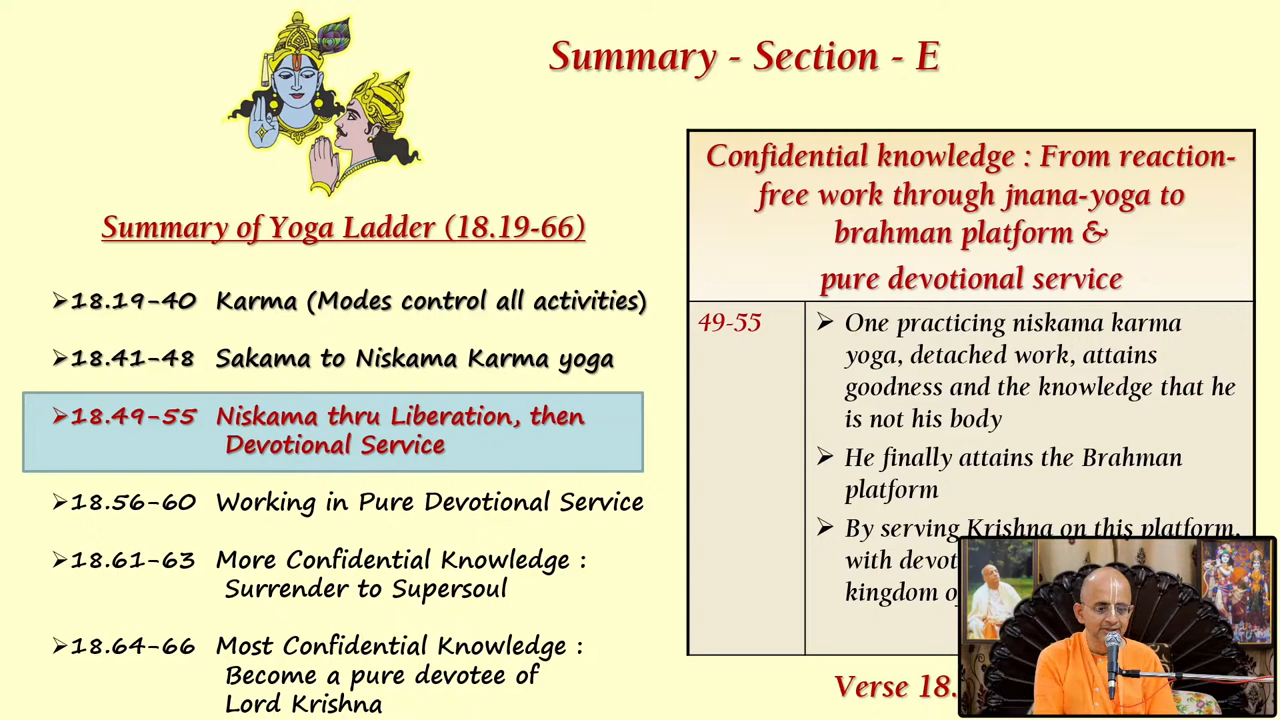 Summary - Section - E
Summary of Yoga Ladder (18.19-66)
➢18.19-40 Karma (Modes control all activities)
➢18.41-48 Sakama to Niskama Karma yoga
➢18.49-55 Niskama thru Liberation, then
Devotional Service
➢18.56-60 Working in Pure Devotional Service
➢18.61-63 More Confidential Knowledge :
Surrender to Supersoul
➢18.64-66 Most Confidential Knowledge :
Become a pure devotee of
Lord Krishna
Confidential knowledge : From reaction-
free work through jnana-yoga to
brahman platform &
pure devotional service
49-55
➢ One practicing niskama karma
yoga, detached work, attains
goodness and the knowledge that he
is not his body
➢ He finally attains the Brahman
platform
➢ By serving Krishna on this platform,
with
kingdom
Verse 18.